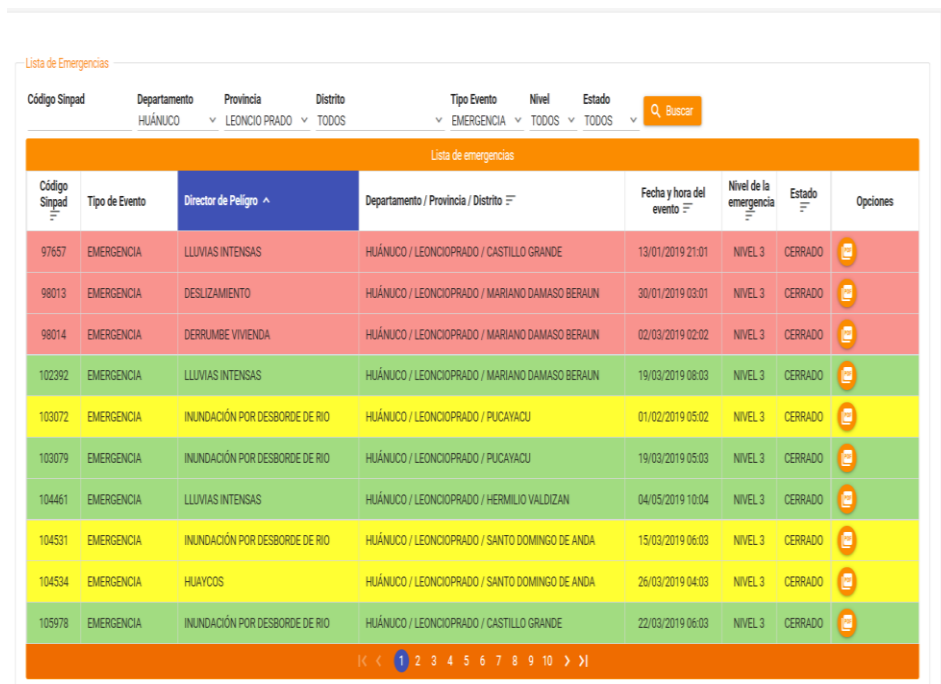 Lista de Emergencias
Código Sinpad Departamento Provincia Distrito Tipo Evento Nivel Estado
HUÁNUCO LEONCIO PRADO TODOS EMERGENCIA TODOS TODOS Buscar
Lista de emergencias
Código Sinpad Tipo de Evento Director de Peligro Departamento / Provincia / Distrito Fecha y hora del evento Nivel de la emergencia Estado Opciones
97657 EMERGENCIA LLUVIAS INTENSAS HUÁNUCO / LEONCIOPRADO / CASTILLO GRANDE 13/01/2019 21:01 NIVEL 3 CERRADO
98013 EMERGENCIA DESLIZAMIENTO HUÁNUCO / LEONCIOPRADO / MARIANO DAMASO BERAUN 30/01/2019 03:01 NIVEL 3 CERRADO
98014 EMERGENCIA DERRUMBE VIVIENDA HUÁNUCO / LEONCIOPRADO / MARIANO DAMASO BERAUN 02/03/2019 02:02 NIVEL 3 CERRADO
102392 EMERGENCIA LLUVIAS INTENSAS HUÁNUCO / LEONCIOPRADO / MARIANO DAMASO BERAUN 19/03/2019 08:03 NIVEL 3 CERRADO
103072 EMERGENCIA INUNDACIÓN POR DESBORDE DE RIO HUÁNUCO / LEONCIOPRADO / PUCAYACU 01/02/2019 05:02 NIVEL 3 CERRADO
103079 EMERGENCIA INUNDACIÓN POR DESBORDE DE RIO HUÁNUCO / LEONCIOPRADO / PUCAYACU 19/03/2019 05:03 NIVEL 3 CERRADO
104461 EMERGENCIA LLUVIAS INTENSAS HUÁNUCO / LEONCIOPRADO / HERMILIO VALDIZAN 04/05/2019 10:04 NIVEL 3 CERRADO
104531 EMERGENCIA INUNDACIÓN POR DESBORDE DE RIO HUÁNUCO / LEONCIOPRADO / SANTO DOMINGO DE ANDA 15/03/2019 06:03 NIVEL 3 CERRADO
104534 EMERGENCIA HUAYCOS HUÁNUCO / LEONCIOPRADO / SANTO DOMINGO DE ANDA 26/03/2019 04:03 NIVEL 3 CERRADO
105978 EMERGENCIA INUNDACIÓN POR DESBORDE DE RIO HUÁNUCO / LEONCIOPRADO / CASTILLO GRANDE 22/03/2019 06:03 NIVEL 3 CERRADO
1 2 3 4 5 6 7 8 9 10